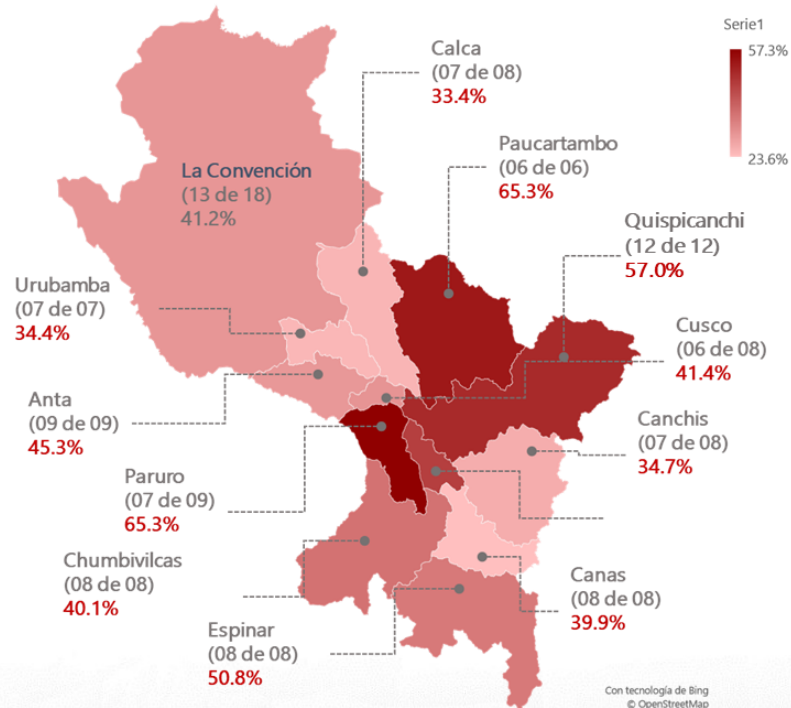 Serie1
57.3%
23.6%
Calca
(07 de 08)
33.4%
Paucartambo
(06 de 06)
65.3%
La Convención
(13 de 18)
41.2%
Quispicanchi
(12 de 12)
57.0%
Urubamba
(07 de 07)
34.4%
Cusco
(06 de 08)
41.4%
Anta
(09 de 09)
45.3%
Canchis
(07 de 08)
34.7%
Paruro
(07 de 09)
65.3%
Chumbivilcas
(08 de 08)
40.1%
Canas
(08 de 08)
39.9%
Espinar
(08 de 08)
50.8%
Con tecnología de Bing
© OpenStreetMap